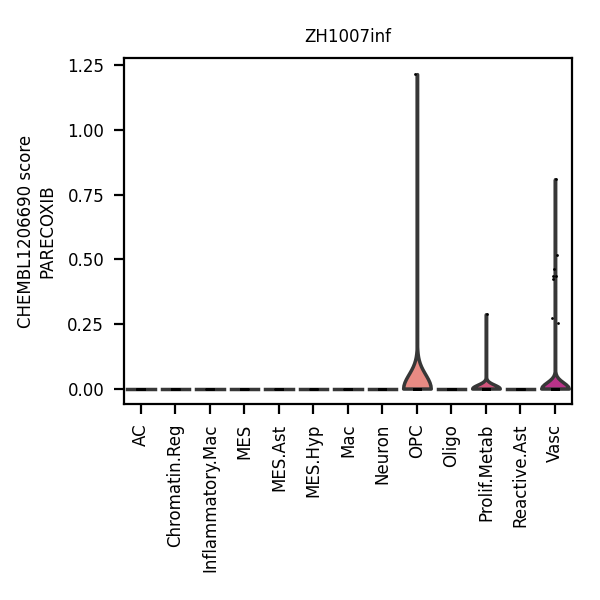 ZH1007inf
CHEMBL1206690 score
PARECOXIB
1.25
1.00
0.75
0.50
0.25
0.00
AC
Chromatin.Reg
Inflammatory.Mac
MES
MES.Ast
MES.Hyp
Mac
Neuron
OPC
Oligo
Prolif.Metab
Reactive.Ast
Vasc